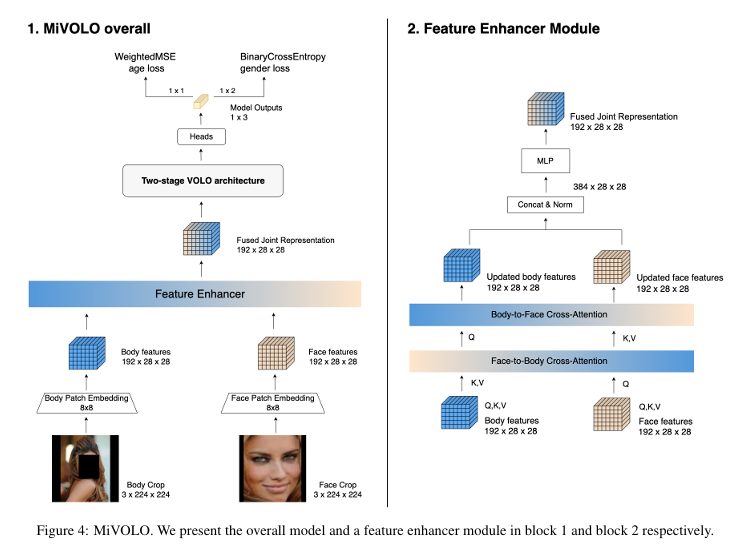 1. MiVOLO overall
WeightedMSE
age loss
BinaryCrossEntropy
gender loss
1 x 1
1 x 2
Model Outputs
1 x 3
Heads
Two-stage VOLO architecture
Fused Joint Representation
192 x 28 x 28
Feature Enhancer
Body features
192 x 28 x 28
Face features
192 x 28 x 28
Body Patch Embedding
8x8
Face Patch Embedding
8x8
Body Crop
3 x 224 x 224
Face Crop
3 x 224 x 224
2. Feature Enhancer Module
Fused Joint Representation
192 x 28 x 28
MLP
384 x 28 x 28
Concat & Norm
Updated body features
192 x 28 x 28
Updated face features
192 x 28 x 28
Body-to-Face Cross-Attention
Q
K,V
Face-to-Body Cross-Attention
K,V
Q
Q,K,V
Body features
192 x 28 x 28
Q,K,V
Face features
192 x 28 x 28
Figure 4: MiVOLO. We present the overall model and a feature enhancer module in block 1 and block 2 respectively.